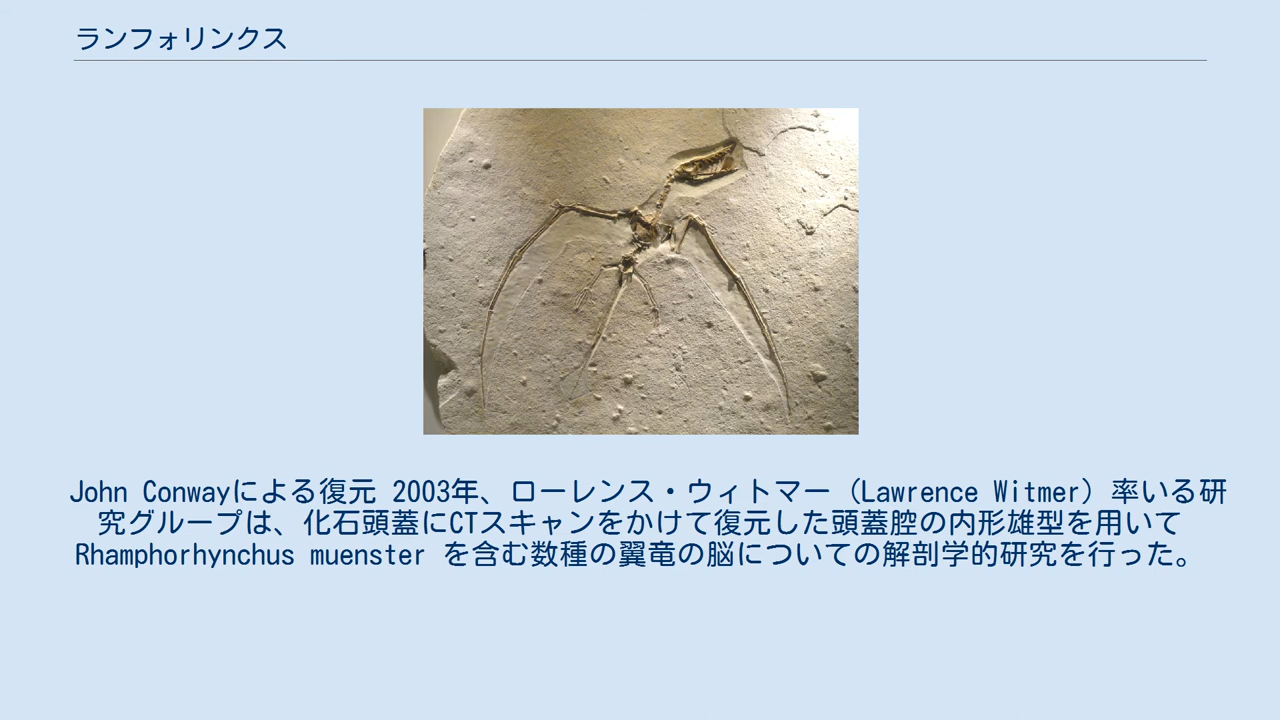 ランフォリンクス
John Conwayによる復元 2003年、ローレンス・ウィトマー（Lawrence Witmer）率いる研
究グループは、化石頭蓋にCTスキャンをかけて復元した頭蓋腔の内形雄型を用いて
Rhamphorhynchus muenster を含む数種の翼竜の脳についての解剖学的研究を行った。